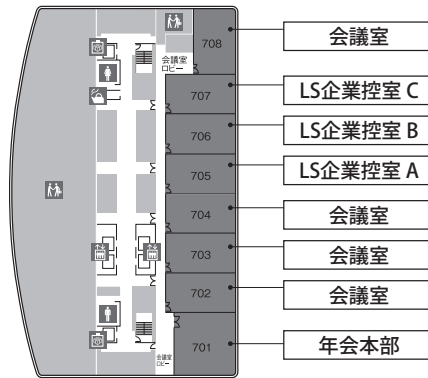 708
会議室
会議室
ロビー
707
LS企業控室 C
706
LS企業控室 B
705
LS企業控室 A
704
会議室
703
会議室
702
会議室
701
年会本部
会議室
ロビー